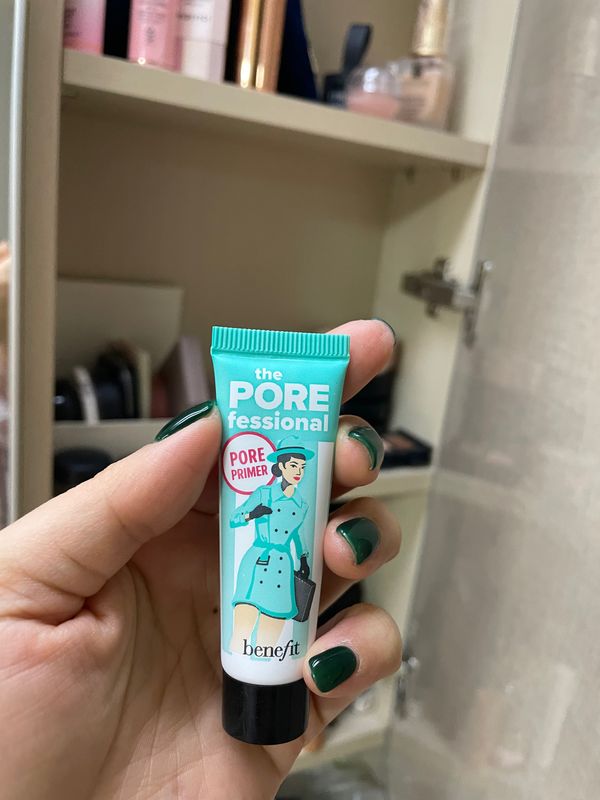 the
PORE
fessional
PORE
PRIMER
benefit